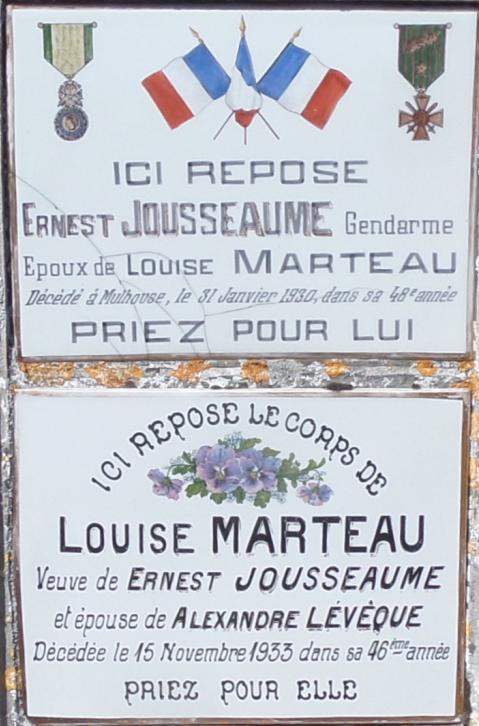 ICI REPOSE
ERNEST JOUSSEAUME Gendarme
Epoux de LOUISE MARTEAU
Décédé à Mulhouse, le 31 Janvier 1930, dans sa 48e année
PRIEZ POUR LUI
ICI REPOSE LE CORPS DE
LOUISE MARTEAU
Veuve de ERNEST JOUSSEAUME
et épouse de ALEXANDRE LÉVÊQUE
Décédée le 15 Novembre 1933 dans sa 46ème année
PRIEZ POUR ELLE